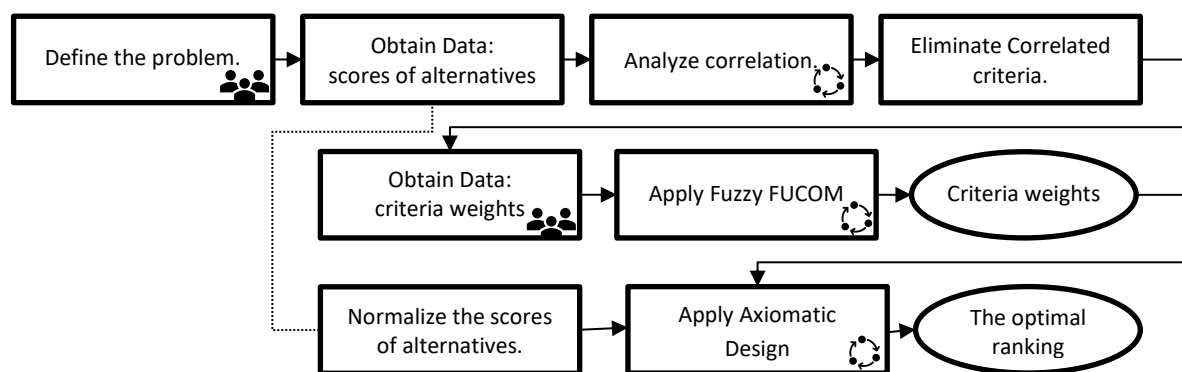 Define the problem.
Obtain Data:
scores of alternatives
Analyze correlation.
Eliminate Correlated
criteria.
Obtain Data:
criteria weights
Apply Fuzzy FUCOM
Criteria weights
Normalize the scores
of alternatives.
Apply Axiomatic
Design
The optimal
ranking